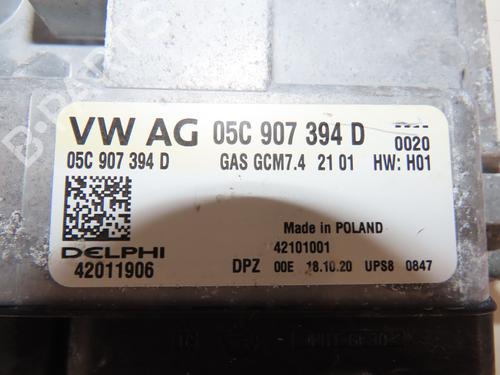 VW AG 05C 907 394 D ---- 0020
05C 907 394 D GAS GCM7.4 21 01 HW: H01
Made in POLAND
DELPHI 42101001
42011906 DPZ 00E 18.10.20 UPS8 0847
B-PARTS